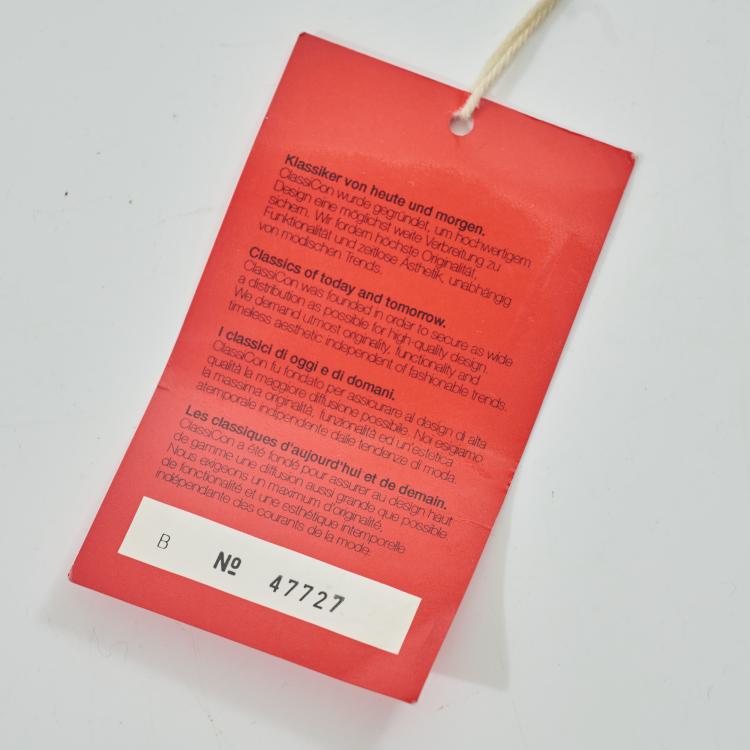 Klassiker von heute und morgen.
ClassiCon wurde gegründet, um hochwertigem
Design eine möglichst weite Verbreitung zu
sichern. Wir fordern höchste Originalität,
Funktionalität und zeitlose Ästhetik, unabhängig
von modischen Trends.
Classics of today and tomorrow.
ClassiCon was founded in order to secure as wide
a distribution as possible for high-quality design.
We demand utmost originality, functionality and
timeless aesthetic independent of fashionable trends.
I classici di oggi e di domani.
ClassiCon fu fondato per assicurare al design di alta
qualità la maggiore diffusione possibile. Noi esigiamo
la massima originalità, funzionalità ed un'estetica
atemporale indipendente dalle tendenze di moda.
Les classiques d'aujourd'hui et de demain.
ClassiCon a été fondé pour assurer au design haut
de gamme une diffusion aussi grande que possible.
Nous exigeons un maximum d'originalité,
de fonctionalité et une esthétique intemporelle
indépendante des courants de la mode.
B Nº 47727